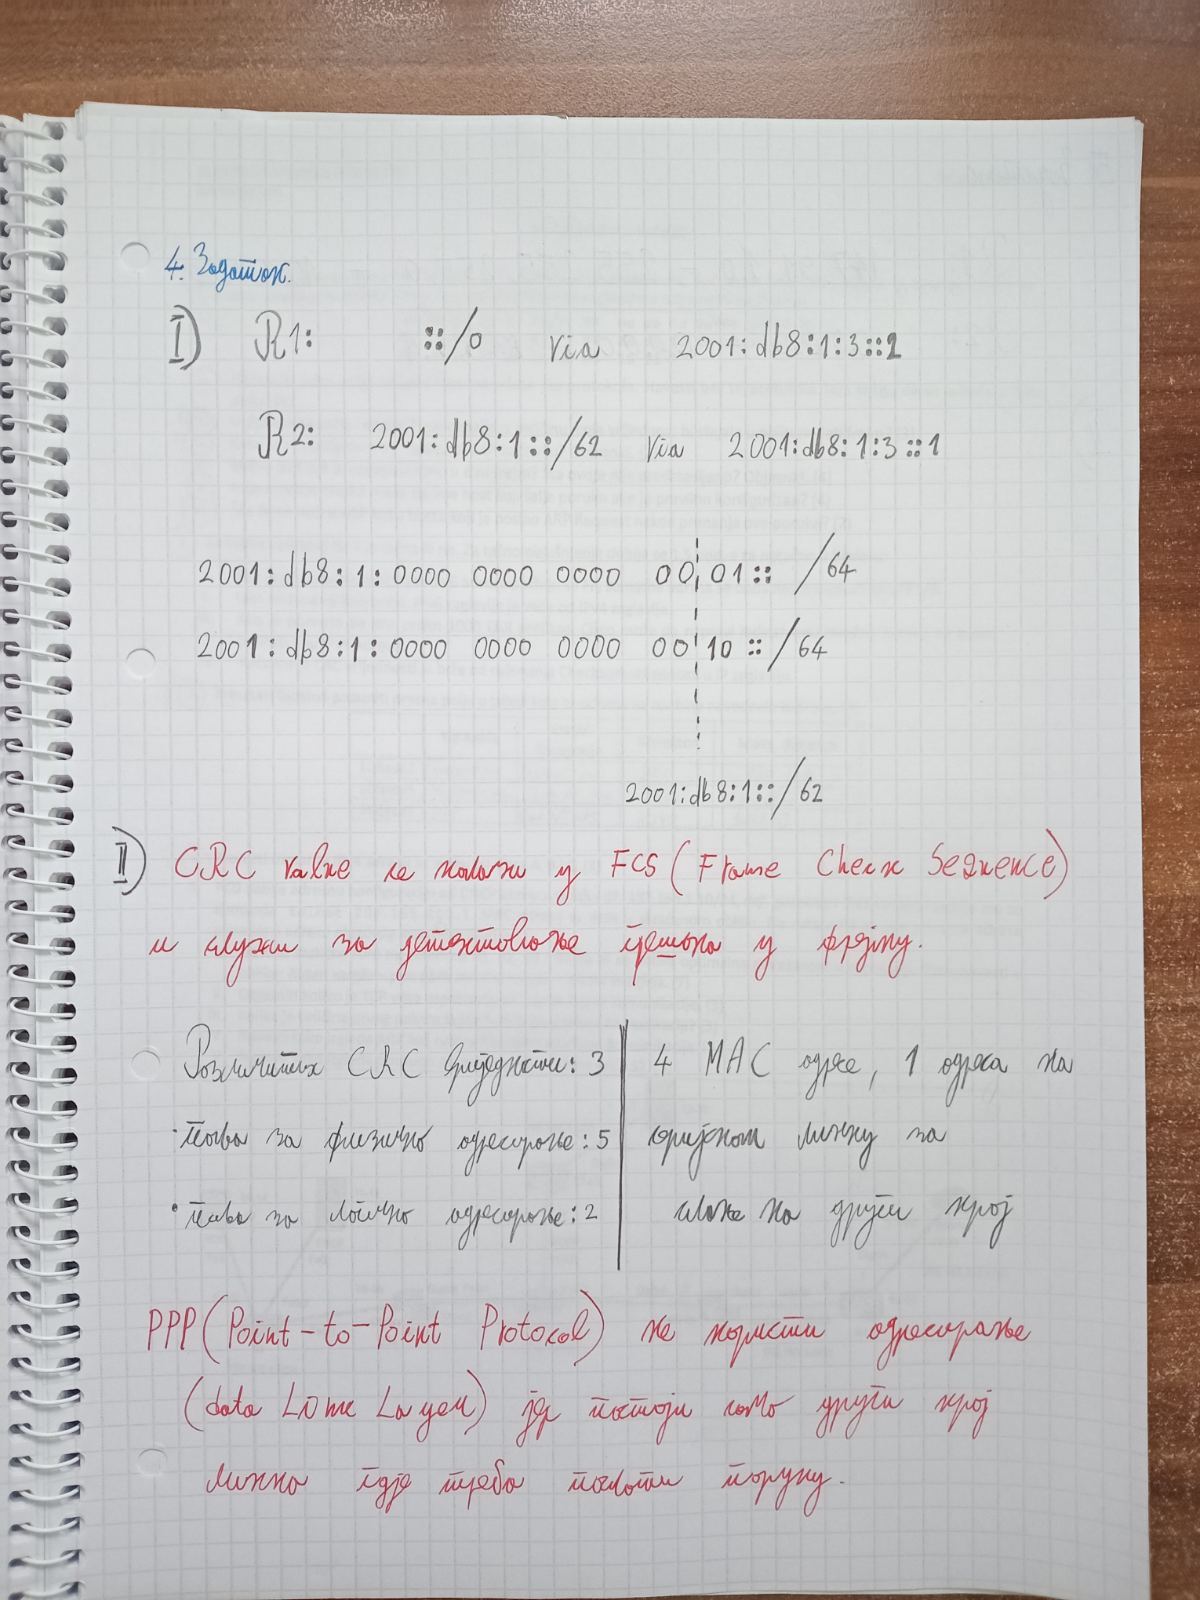 4. Задатак.
I) R1: ::/0 via 2001:db8:1:3::2
R2: 2001:db8:1::/62 via 2001:db8:1:3::1
2001:db8:1:0000 0000 0000 00 01:: /64
2001:db8:1:0000 0000 0000 00 10 ::/64
2001:db8:1::/62
II) CRC value се налази у FCS (Frame Check Sequence)
и служи за детектовање грешака у фрејму.
Различитих CRC вриједности: 3 | 4 MAC адресе, 1 адреса на
· поља за физичко адресирање: 5 | сваком линку за
· поља за логичко адресирање: 2 | слање на други крај
PPP (Point-to-Point Protocol) не користи адресирање
(data Link Layer) јер постоји само други крај
линка гдје треба послати поруку.